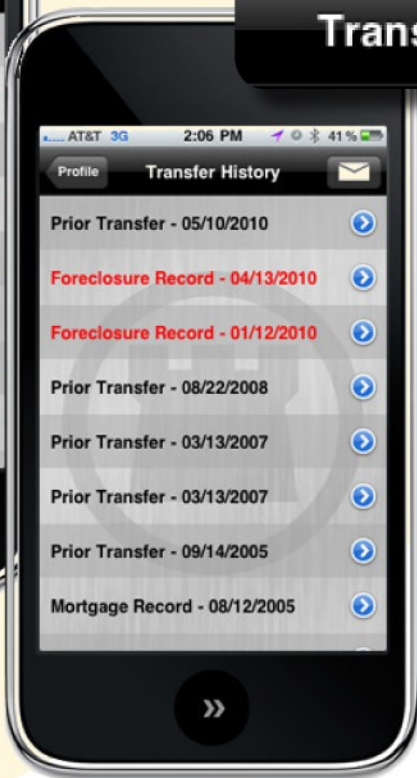 Trans
AT&T 3G 2:06 PM 41%
Profile Transfer History
Prior Transfer - 05/10/2010
Foreclosure Record - 04/13/2010
Foreclosure Record - 01/12/2010
Prior Transfer - 08/22/2008
Prior Transfer - 03/13/2007
Prior Transfer - 03/13/2007
Prior Transfer - 09/14/2005
Mortgage Record - 08/12/2005
»